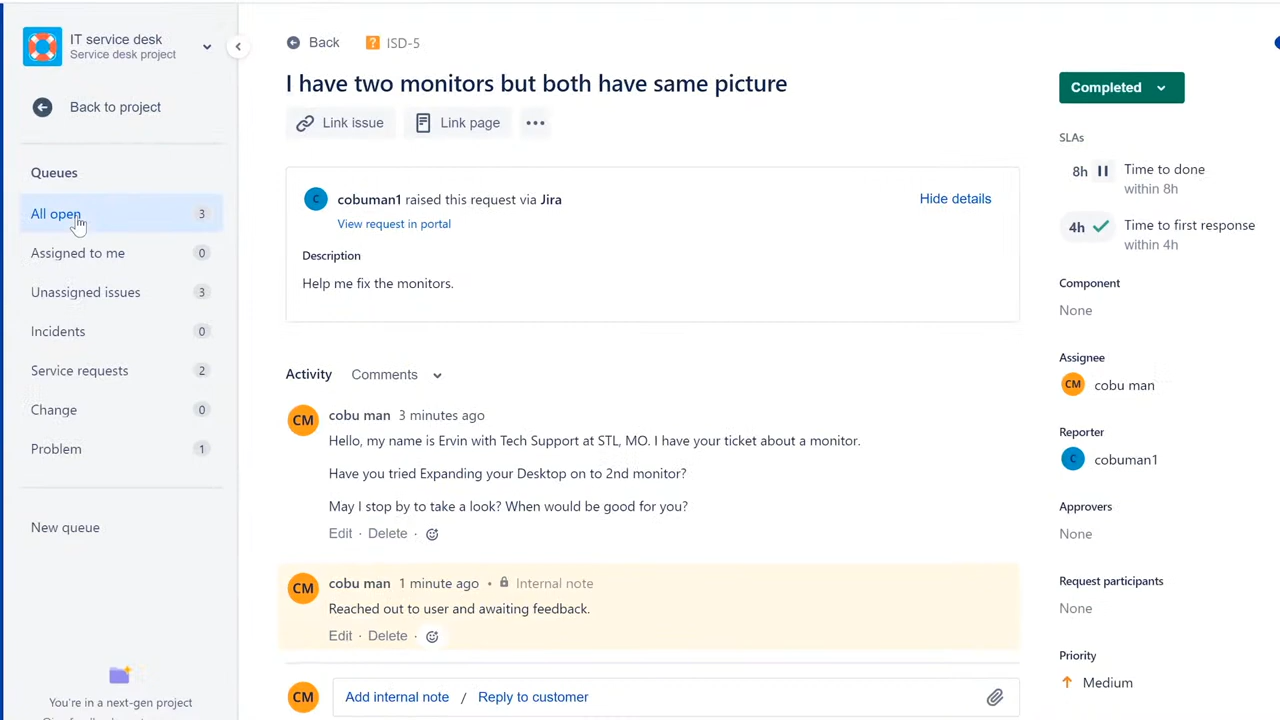 IT service desk
Service desk project
Back to project
Queues
All open 3
Assigned to me 0
Unassigned issues 3
Incidents 0
Service requests 2
Change 0
Problem 1
New queue
You're in a next-gen project
Back ISD-5
I have two monitors but both have same picture
Link issue Link page
C cobuman1 raised this request via Jira Hide details
View request in portal
Description
Help me fix the monitors.
Activity Comments
CM cobu man 3 minutes ago
Hello, my name is Ervin with Tech Support at STL, MO. I have your ticket about a monitor.
Have you tried Expanding your Desktop on to 2nd monitor?
May I stop by to take a look? When would be good for you?
Edit · Delete ·
CM cobu man 1 minute ago • Internal note
Reached out to user and awaiting feedback.
Edit · Delete ·
CM Add internal note / Reply to customer
Completed
SLAs
8h Time to done
within 8h
4h Time to first response
within 4h
Component
None
Assignee
CM cobu man
Reporter
C cobuman1
Approvers
None
Request participants
None
Priority
Medium